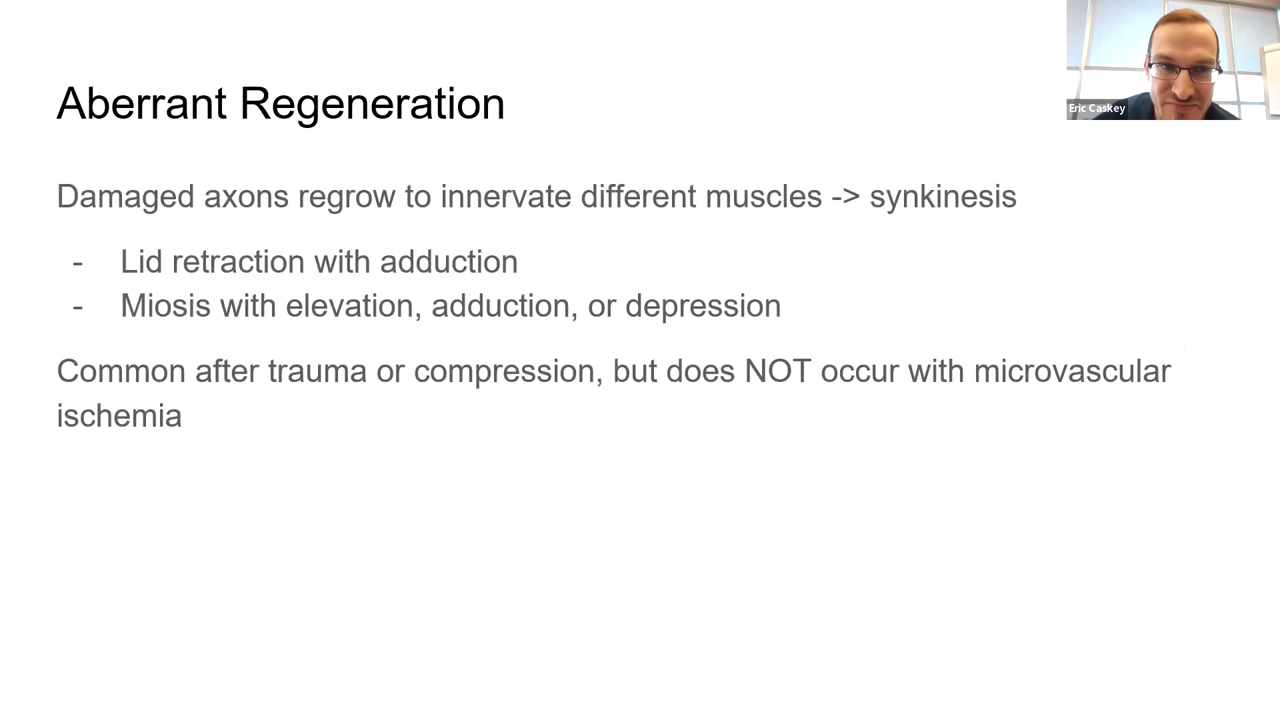 Aberrant Regeneration
Eric Caskey
Damaged axons regrow to innervate different muscles -> synkinesis
- Lid retraction with adduction
- Miosis with elevation, adduction, or depression
Common after trauma or compression, but does NOT occur with microvascular
ischemia